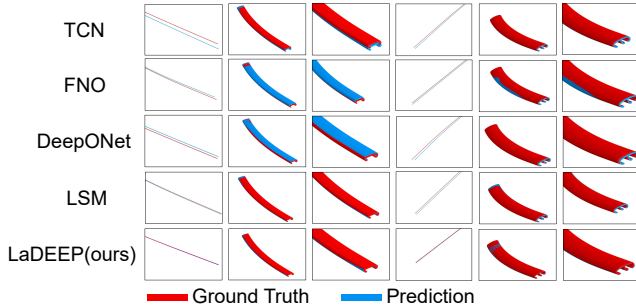 TCN
FNO
DeepONet
LSM
LaDEEP(ours)
Ground Truth Prediction